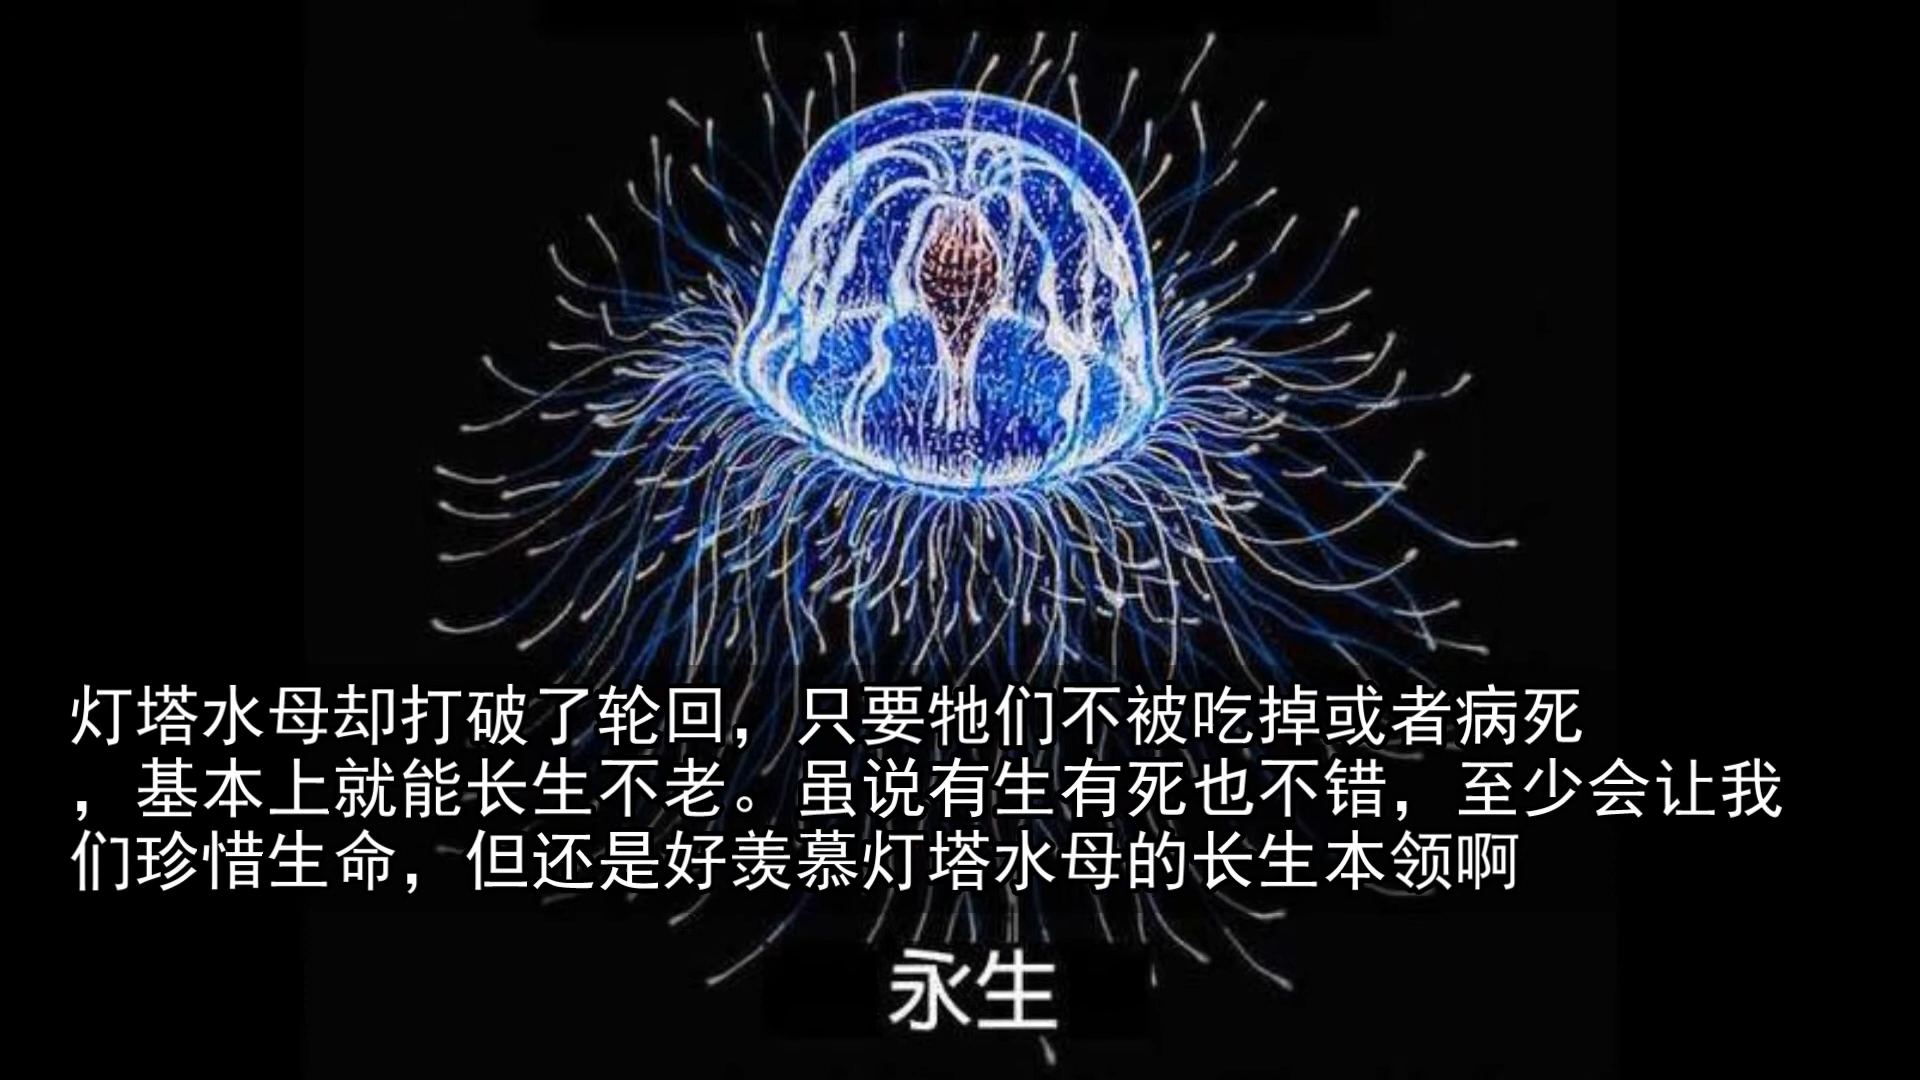 灯塔水母却打破了轮回，只要牠们不被吃掉或者病死
，基本上就能长生不老。虽说有生有死也不错，至少会让我
们珍惜生命，但还是好羡慕灯塔水母的长生本领啊
永生